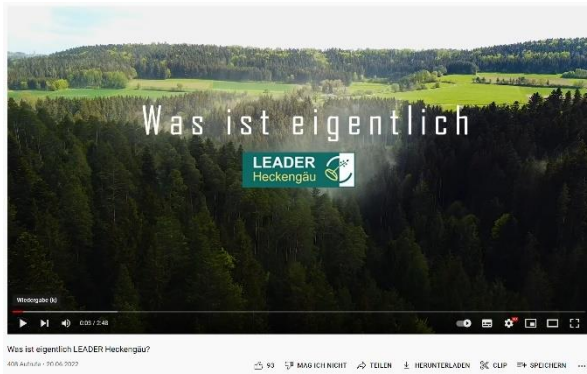 Was ist eigentlich
LEADER
Heckengäu
Wiedergabe (k)
0:03 / 2:48
Was ist eigentlich LEADER Heckengäu?
408 Aufrufe · 20.06.2022
93 MAG ICH NICHT TEILEN HERUNTERLADEN CLIP SPEICHERN ...